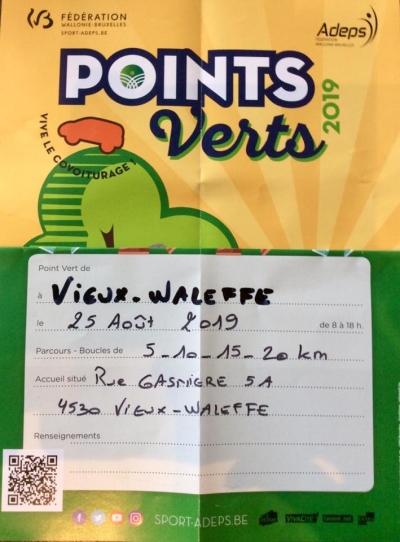 FÉDÉRATION
WALLONIE-BRUXELLES
SPORT-ADEPS.BE
Adeps
FÉDÉRATION
WALLONIE-BRUXELLES
POINTS
Verts
2019
VIVE LE COVOITURAGE !
Point Vert de
à VIEUX-WALEFFE
le 25 Août 2019 de 8 à 18 h.
Parcours - Boucles de 5-10-15-20 km
Accueil situé Rue GASMIGRE 5A
4530 VIEUX-WALEFFE
Renseignements
SPORT-ADEPS.BE
VIVACITÉ